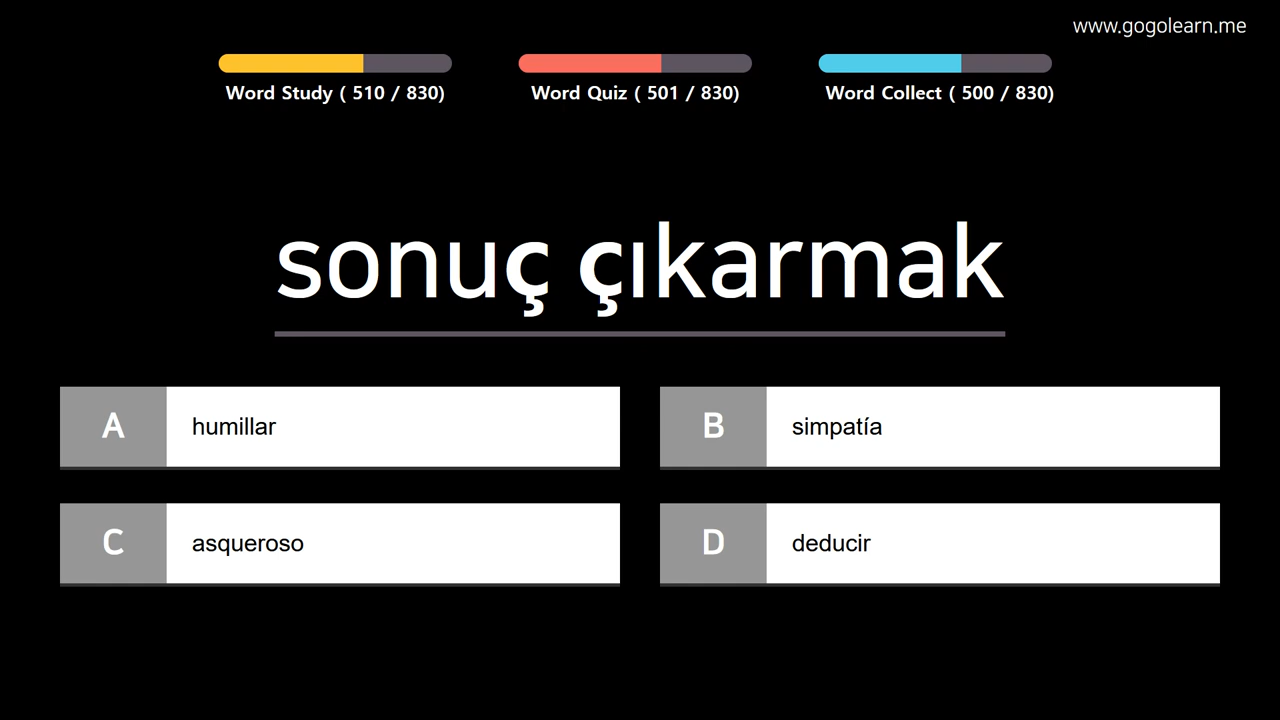 www.gogolearn.me
Word Study ( 510 / 830)
Word Quiz ( 501 / 830)
Word Collect ( 500 / 830)
sonuç çıkarmak
A humillar
B simpatía
C asqueroso
D deducir